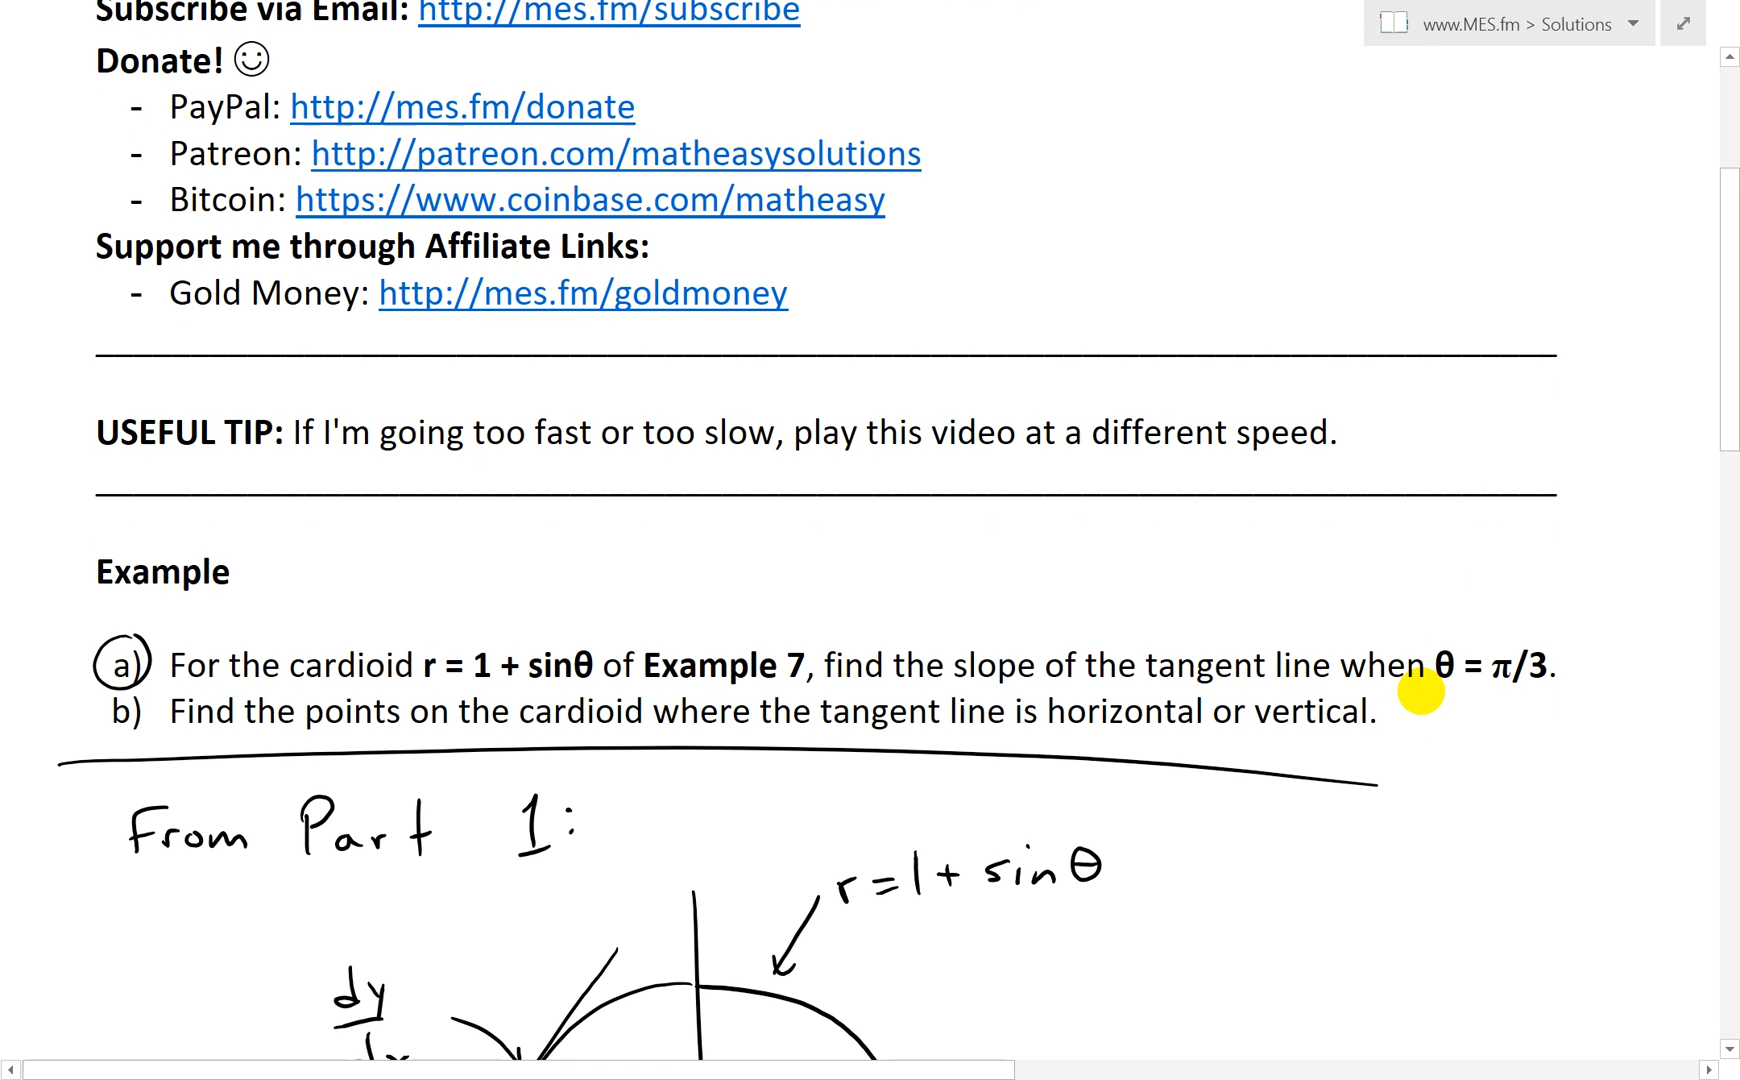 Subscribe via Email: http://mes.fm/subscribe
www.MES.fm > Solutions
Donate! ☺
- PayPal: http://mes.fm/donate
- Patreon: http://patreon.com/matheasysolutions
- Bitcoin: https://www.coinbase.com/matheasy
Support me through Affiliate Links:
- Gold Money: http://mes.fm/goldmoney
USEFUL TIP: If I'm going too fast or too slow, play this video at a different speed.
Example
a) For the cardioid r = 1 + sinθ of Example 7, find the slope of the tangent line when θ = π/3.
b) Find the points on the cardioid where the tangent line is horizontal or vertical.
From Part 1:
r = 1 + sin θ
dy
dx